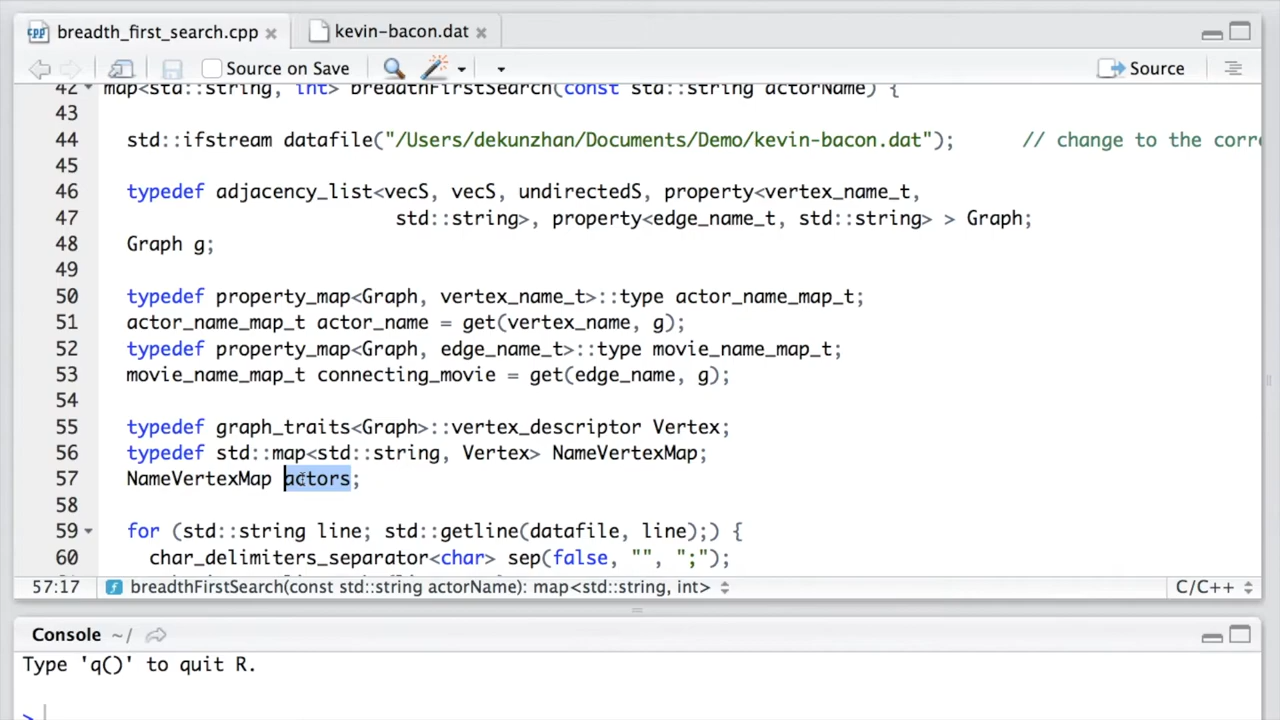 breadth_first_search.cpp
kevin-bacon.dat
Source on Save
Source
42 map<std::string, int> breadthFirstSearch(const std::string actorName) {
43
44 std::ifstream datafile("/Users/dekunzhan/Documents/Demo/kevin-bacon.dat"); // change to the corre
45
46 typedef adjacency_list<vecS, vecS, undirectedS, property<vertex_name_t,
47 std::string>, property<edge_name_t, std::string> > Graph;
48 Graph g;
49
50 typedef property_map<Graph, vertex_name_t>::type actor_name_map_t;
51 actor_name_map_t actor_name = get(vertex_name, g);
52 typedef property_map<Graph, edge_name_t>::type movie_name_map_t;
53 movie_name_map_t connecting_movie = get(edge_name, g);
54
55 typedef graph_traits<Graph>::vertex_descriptor Vertex;
56 typedef std::map<std::string, Vertex> NameVertexMap;
57 NameVertexMap actors;
58
59 for (std::string line; std::getline(datafile, line);) {
60 char_delimiters_separator<char> sep(false, "", ";");
57:17 breadthFirstSearch(const std::string actorName): map<std::string, int> C/C++
Console ~/
Type 'q()' to quit R.
>